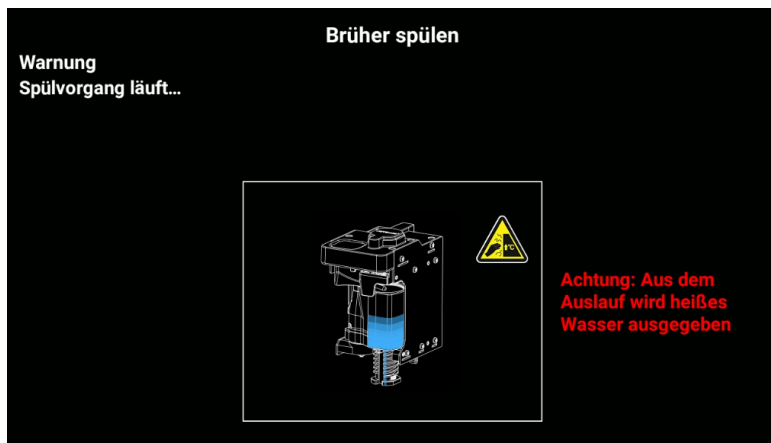 Brüher spülen
Warnung
Spülvorgang läuft...
°C
Achtung: Aus dem
Auslauf wird heißes
Wasser ausgegeben